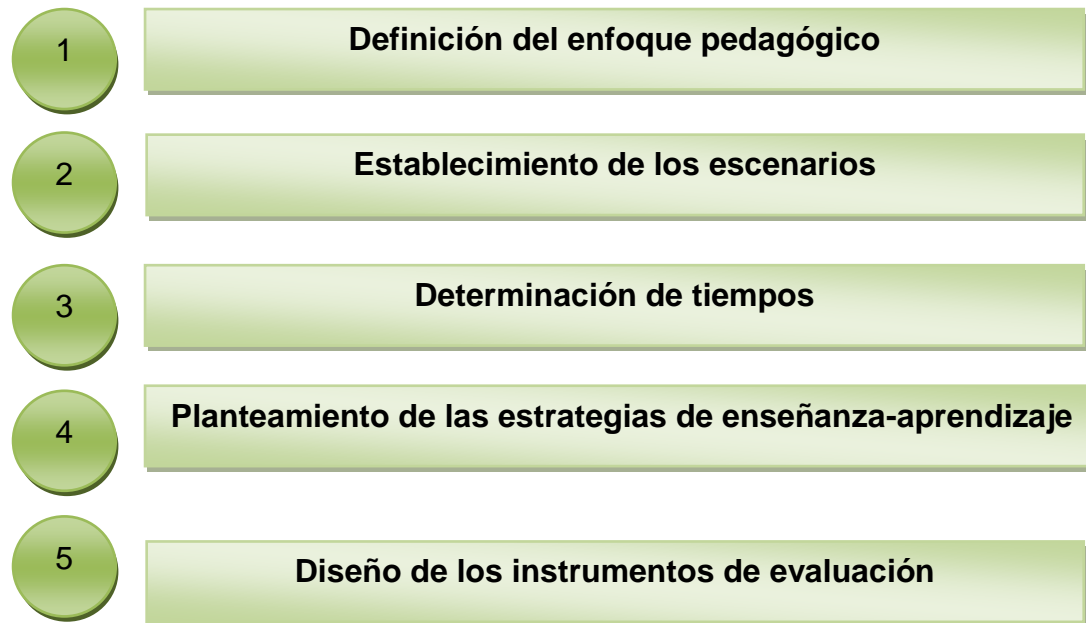 1
Definición del enfoque pedagógico
2
Establecimiento de los escenarios
3
Determinación de tiempos
4
Planteamiento de las estrategias de enseñanza-aprendizaje
5
Diseño de los instrumentos de evaluación